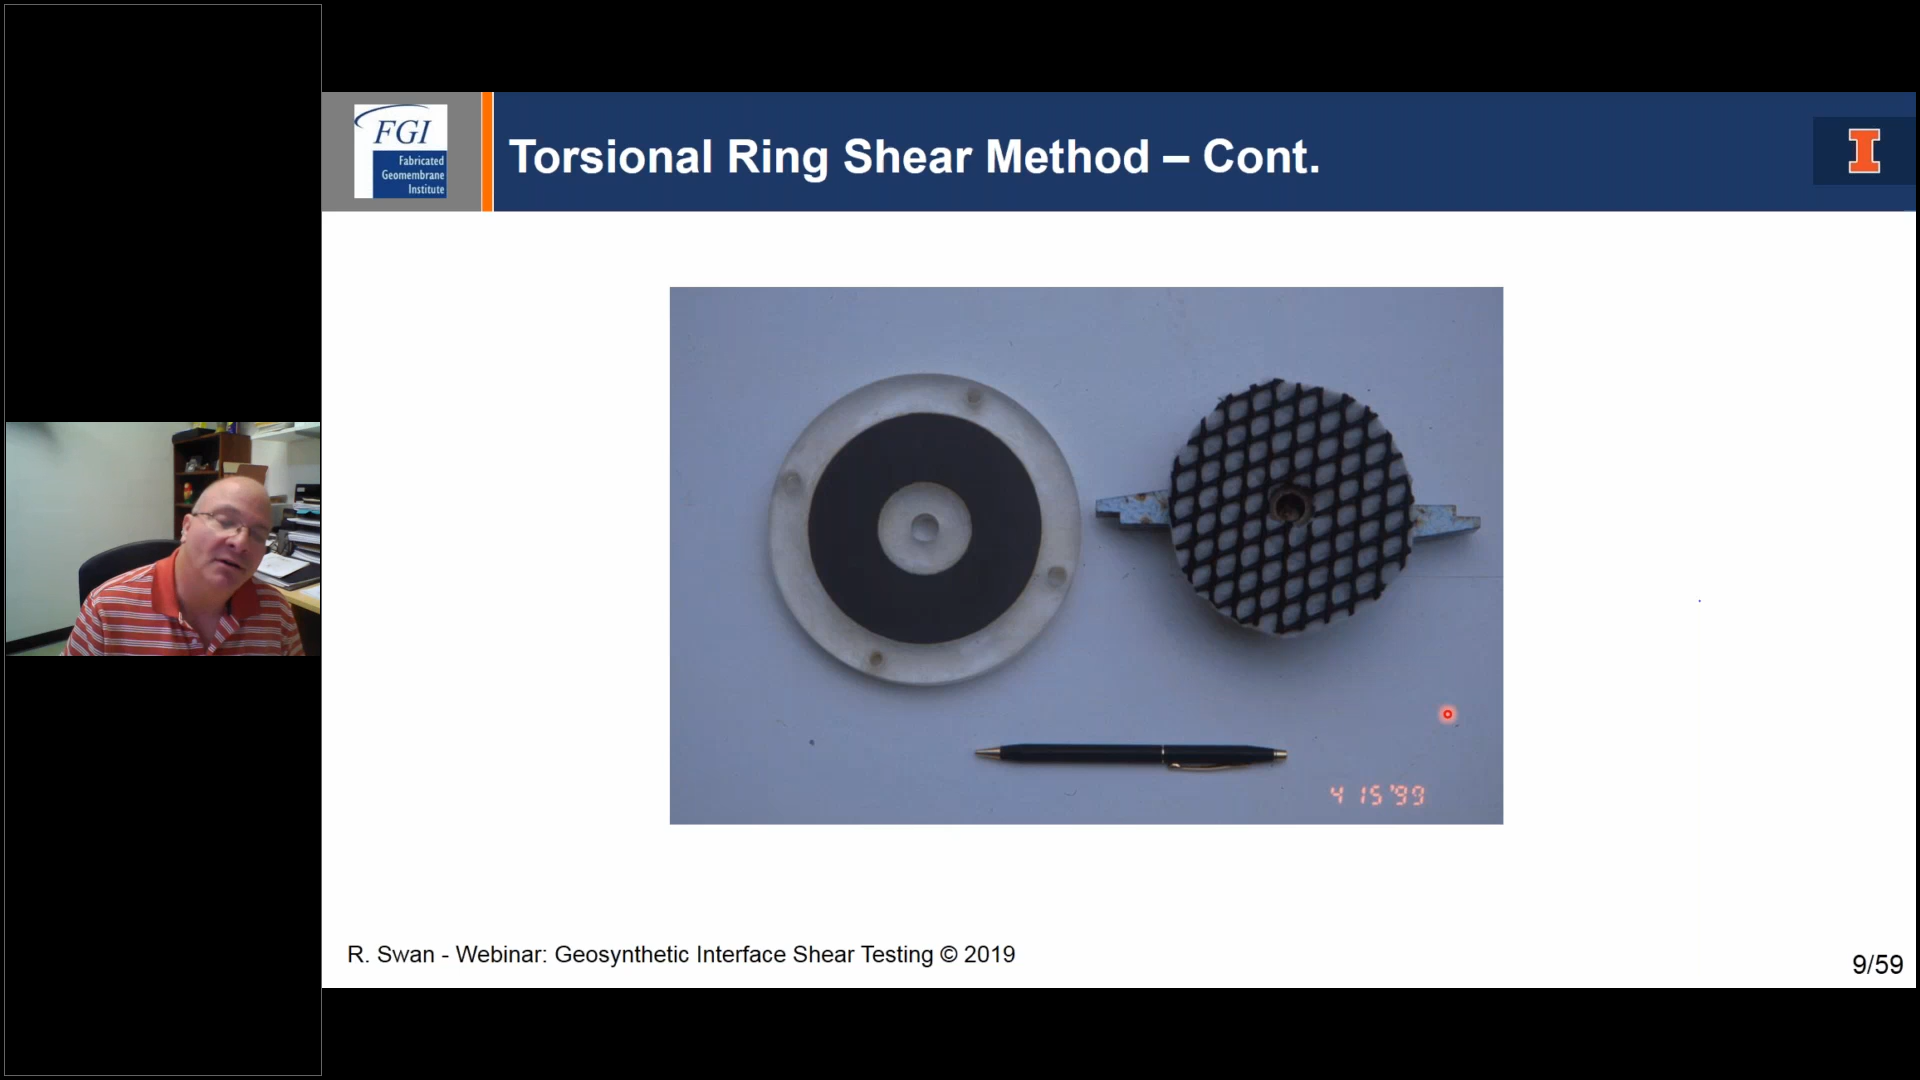 FGI
Fabricated
Geomembrane
Institute
Torsional Ring Shear Method – Cont.
I
4 15 '99
R. Swan - Webinar: Geosynthetic Interface Shear Testing © 2019
9/59